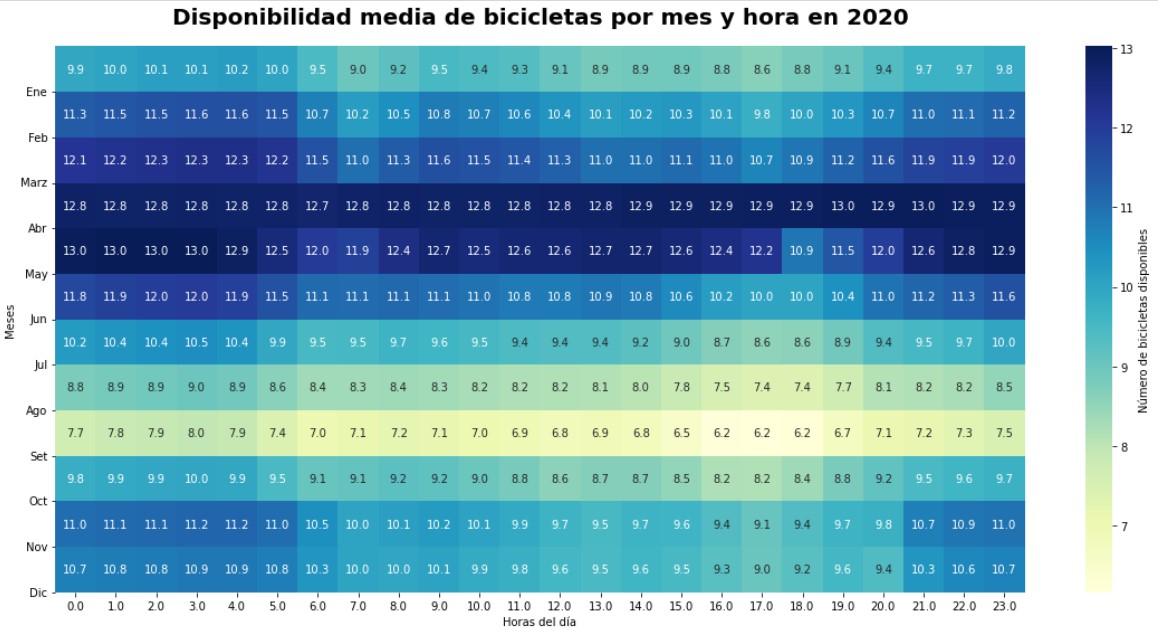 Disponibilidad media de bicicletas por mes y hora en 2020
9.9 10.0 10.1 10.1 10.2 10.0 9.5 9.0 9.2 9.5 9.4 9.3 9.1 8.9 8.9 8.9 8.8 8.6 8.8 9.1 9.4 9.7 9.7 9.8
Ene
11.3 11.5 11.5 11.6 11.6 11.5 10.7 10.2 10.5 10.8 10.7 10.6 10.4 10.1 10.2 10.3 10.1 9.8 10.0 10.3 10.7 11.0 11.1 11.2
Feb
12.1 12.2 12.3 12.3 12.3 12.2 11.5 11.0 11.3 11.6 11.5 11.4 11.3 11.0 11.0 11.1 11.0 10.7 10.9 11.2 11.6 11.9 11.9 12.0
Marz
12.8 12.8 12.8 12.8 12.8 12.8 12.7 12.8 12.8 12.8 12.8 12.8 12.8 12.8 12.9 12.9 12.9 12.9 12.9 13.0 12.9 13.0 12.9 12.9
Abr
13.0 13.0 13.0 13.0 12.9 12.5 12.0 11.9 12.4 12.7 12.5 12.6 12.6 12.7 12.7 12.6 12.4 12.2 10.9 11.5 12.0 12.6 12.8 12.9
May
11.8 11.9 12.0 12.0 11.9 11.5 11.1 11.1 11.1 11.1 11.0 10.8 10.8 10.9 10.8 10.6 10.2 10.0 10.0 10.4 11.0 11.2 11.3 11.6
Jun
10.2 10.4 10.4 10.5 10.4 9.9 9.5 9.5 9.7 9.6 9.5 9.4 9.4 9.4 9.2 9.0 8.7 8.6 8.6 8.9 9.4 9.5 9.7 10.0
Jul
8.8 8.9 8.9 9.0 8.9 8.6 8.4 8.3 8.4 8.3 8.2 8.2 8.2 8.1 8.0 7.8 7.5 7.4 7.4 7.7 8.1 8.2 8.2 8.5
Ago
7.7 7.8 7.9 8.0 7.9 7.4 7.0 7.1 7.2 7.1 7.0 6.9 6.8 6.9 6.8 6.5 6.2 6.2 6.2 6.7 7.1 7.2 7.3 7.5
Set
9.8 9.9 9.9 10.0 9.9 9.5 9.1 9.1 9.2 9.2 9.0 8.8 8.6 8.7 8.7 8.5 8.2 8.2 8.4 8.8 9.2 9.5 9.6 9.7
Oct
11.0 11.1 11.1 11.2 11.2 11.0 10.5 10.0 10.1 10.2 10.1 9.9 9.7 9.5 9.7 9.6 9.4 9.1 9.4 9.7 9.8 10.7 10.9 11.0
Nov
10.7 10.8 10.8 10.9 10.9 10.8 10.3 10.0 10.0 10.1 9.9 9.8 9.6 9.5 9.6 9.5 9.3 9.0 9.2 9.6 9.4 10.3 10.6 10.7
Dic
0.0 1.0 2.0 3.0 4.0 5.0 6.0 7.0 8.0 9.0 10.0 11.0 12.0 13.0 14.0 15.0 16.0 17.0 18.0 19.0 20.0 21.0 22.0 23.0
Horas del día
Meses
13
12
11
10
9
8
7
Número de bicicletas disponibles